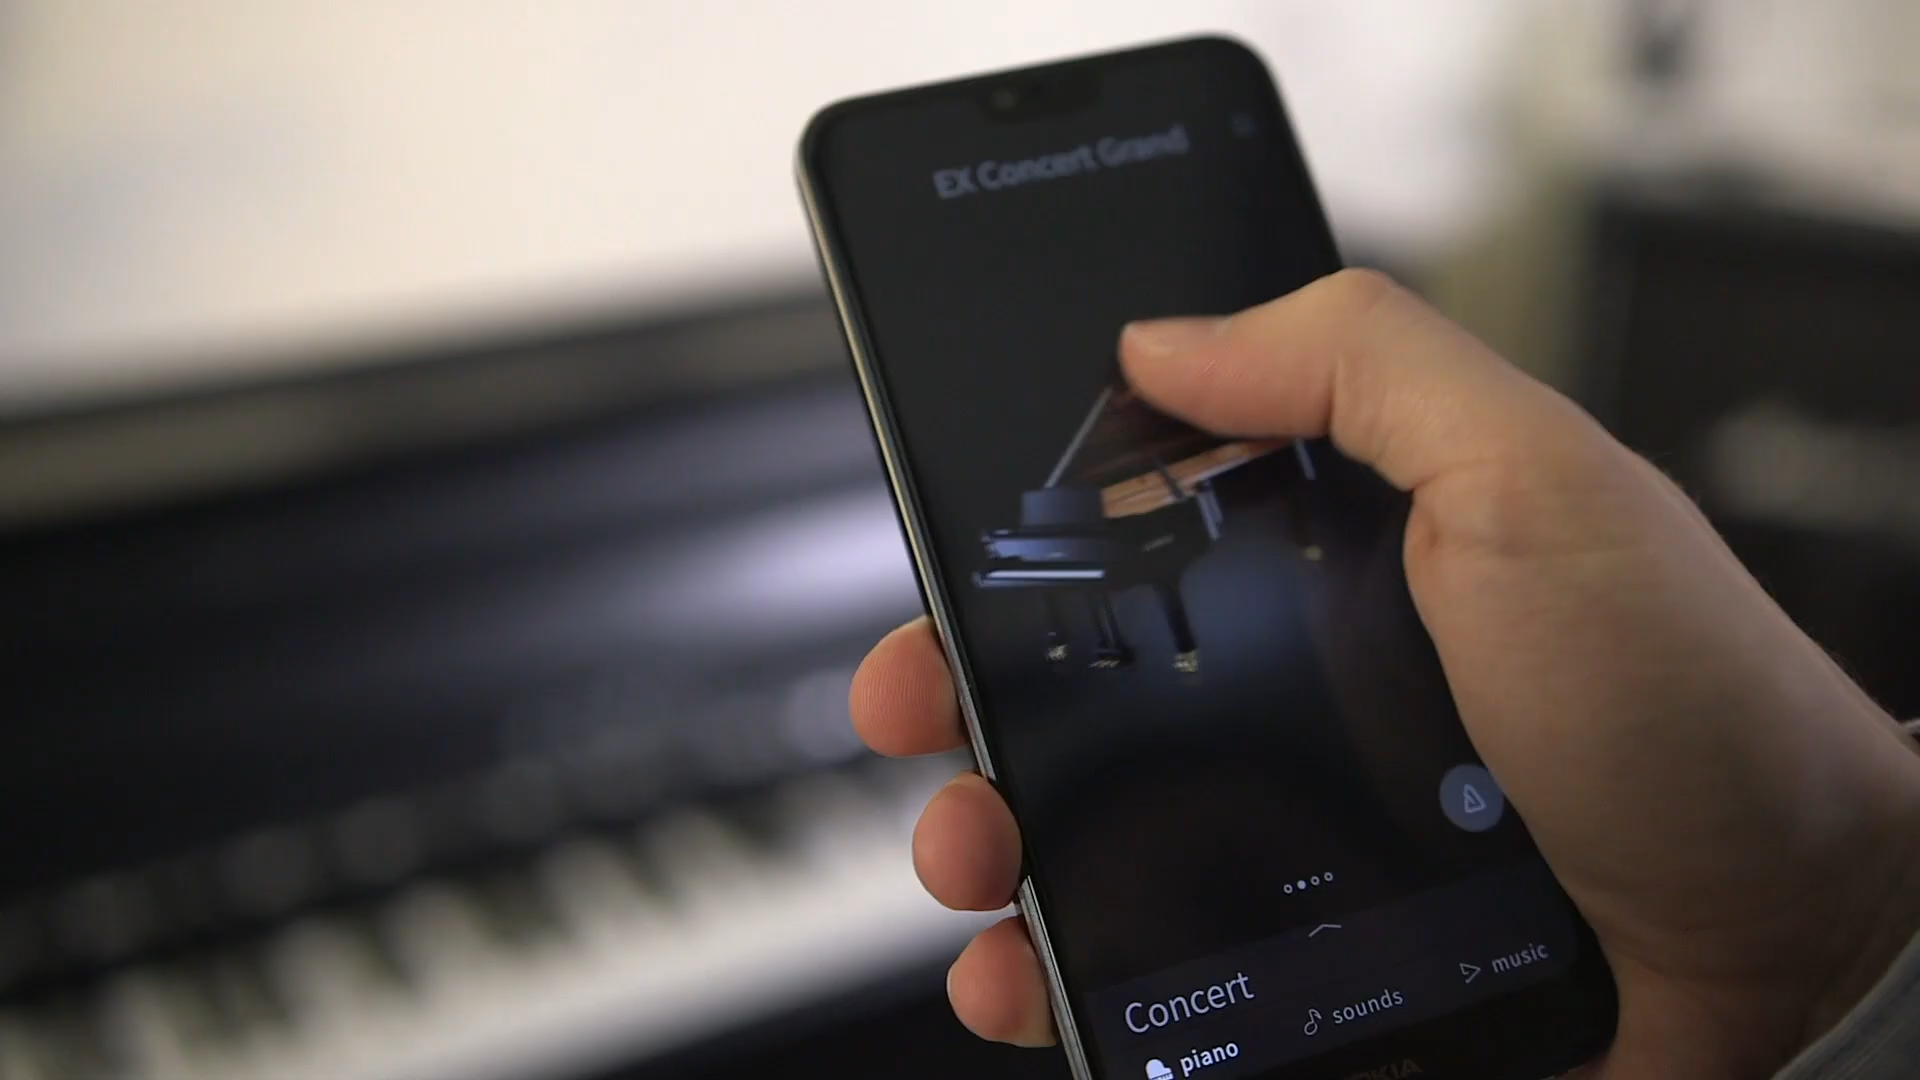 EX Concert Grand
Concert
piano
sounds
music